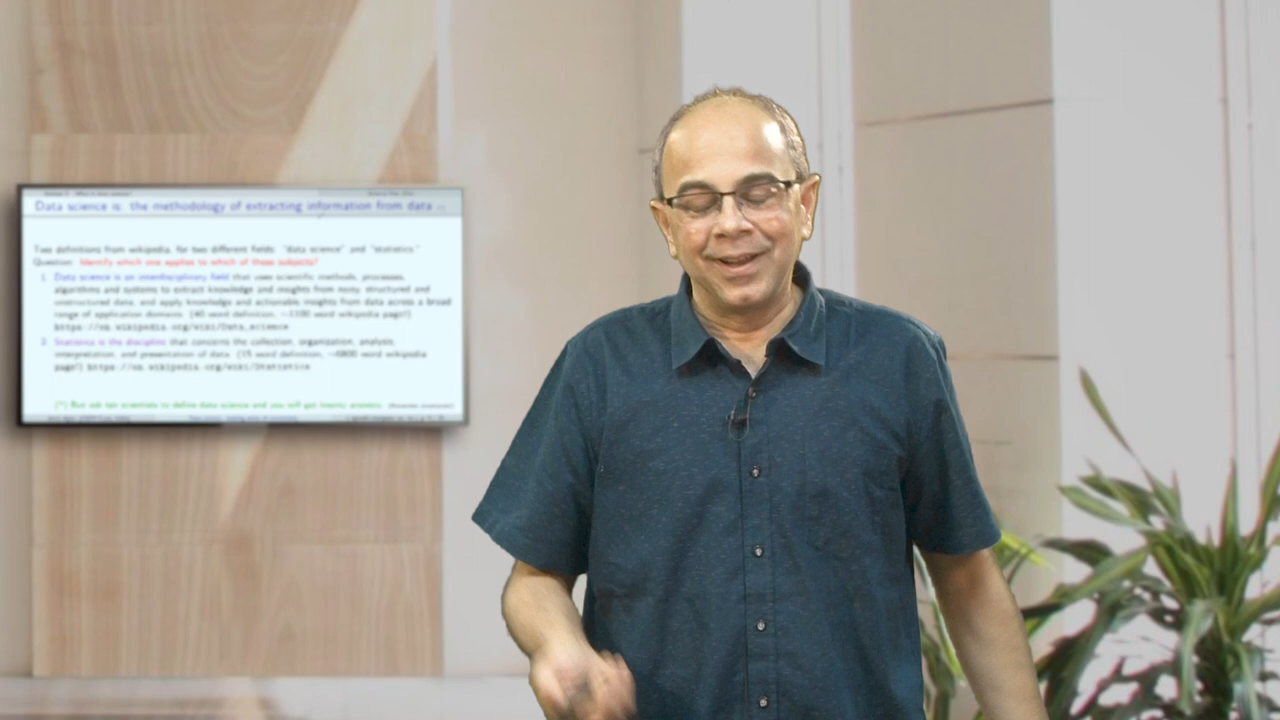 Data science is: the methodology of extracting information from data
Two definitions from wikipedia, for two different fields: "data science" and "statistics."
Question: Identify which one applies to which of these subjects?
1. Data science is an interdisciplinary field that uses scientific methods, processes,
algorithms and systems to extract knowledge and insights from noisy, structured and
unstructured data, and apply knowledge and actionable insights from data across a broad
range of application domains. (40 word definition, ~1100 word wikipedia page!)
https://en.wikipedia.org/wiki/Data_science
2. Statistics is the discipline that concerns the collection, organization, analysis,
interpretation, and presentation of data. (15 word definition, ~6800 word wikipedia
page!) https://en.wikipedia.org/wiki/Statistics
(*) But ask ten scientists to define data science and you will get twenty answers.